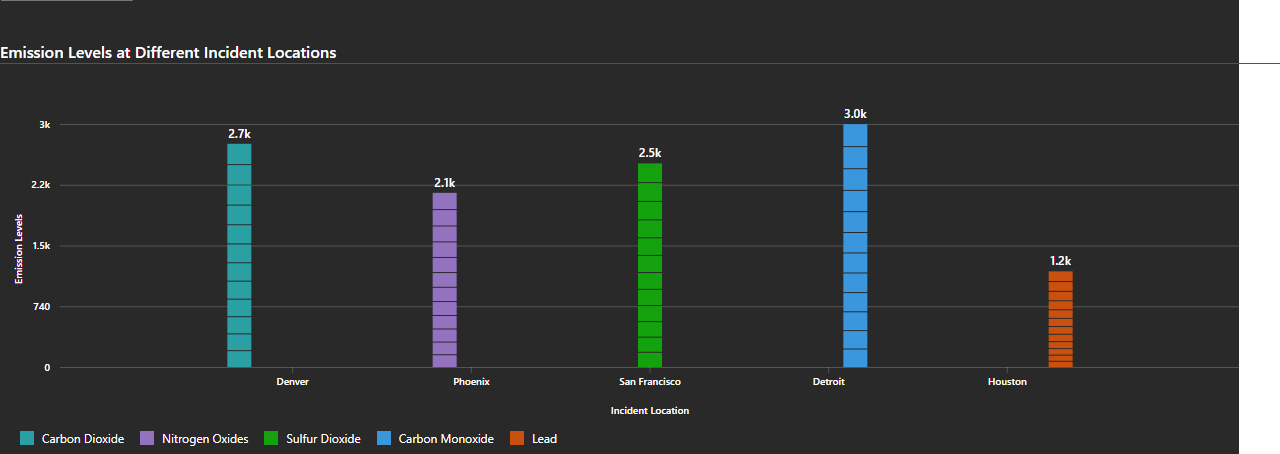 Emission Levels at Different Incident Locations
3k
2.2k
1.5k
740
0
Emission Levels
2.7k
2.1k
2.5k
3.0k
1.2k
Denver
Phoenix
San Francisco
Detroit
Houston
Incident Location
Carbon Dioxide
Nitrogen Oxides
Sulfur Dioxide
Carbon Monoxide
Lead